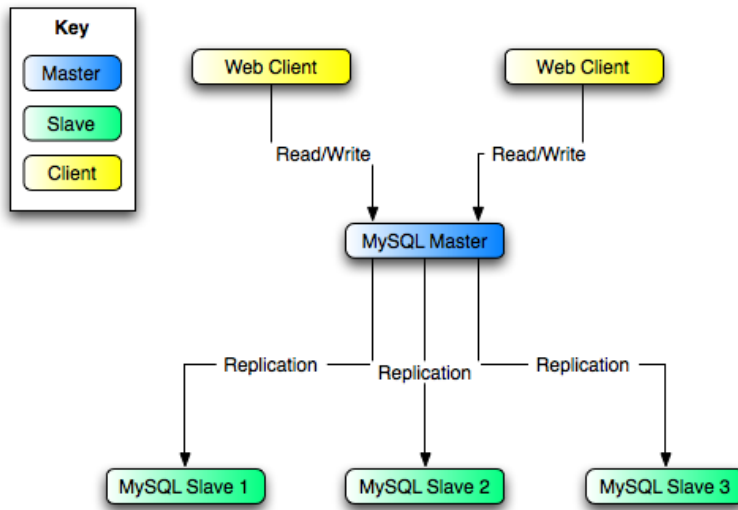 Key
Master
Slave
Client
Web Client
Web Client
Read/Write
Read/Write
MySQL Master
Replication
Replication
Replication
MySQL Slave 1
MySQL Slave 2
MySQL Slave 3